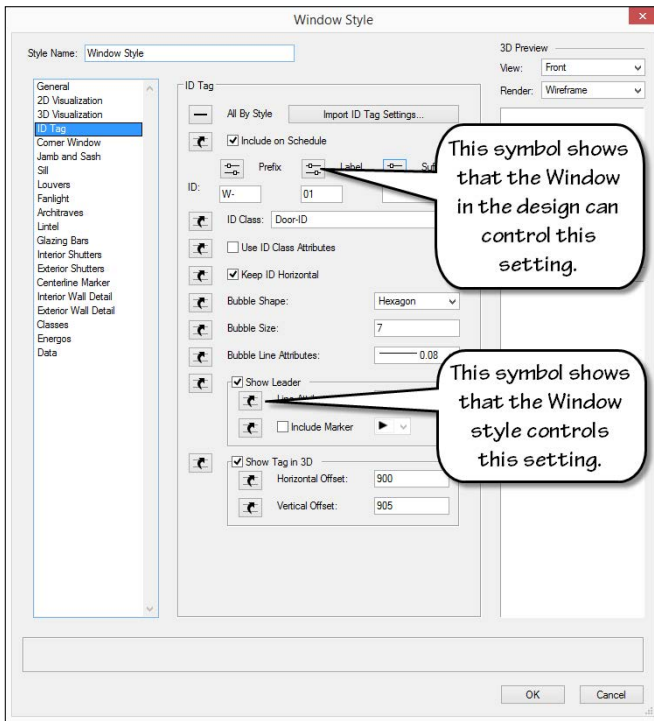 Window Style
Style Name: Window Style
3D Preview
View: Front
Render: Wireframe
General
2D Visualization
3D Visualization
ID Tag
Corner Window
Jamb and Sash
Sill
Louvers
Fanlight
Architraves
Lintel
Glazing Bars
Interior Shutters
Exterior Shutters
Centerline Marker
Interior Wall Detail
Exterior Wall Detail
Classes
Energos
Data
ID Tag
All By Style Import ID Tag Settings...
Include on Schedule
Prefix Label
ID: W- 01
ID Class: Door-ID
Use ID Class Attributes
Keep ID Horizontal
Bubble Shape: Hexagon
Bubble Size: 7
Bubble Line Attributes: 0.08
Show Leader
Include Marker
Show Tag in 3D
Horizontal Offset: 900
Vertical Offset: 905
This symbol shows
that the Window
in the design can
control this
setting.
This symbol shows
that the Window
style controls
this setting.
OK Cancel